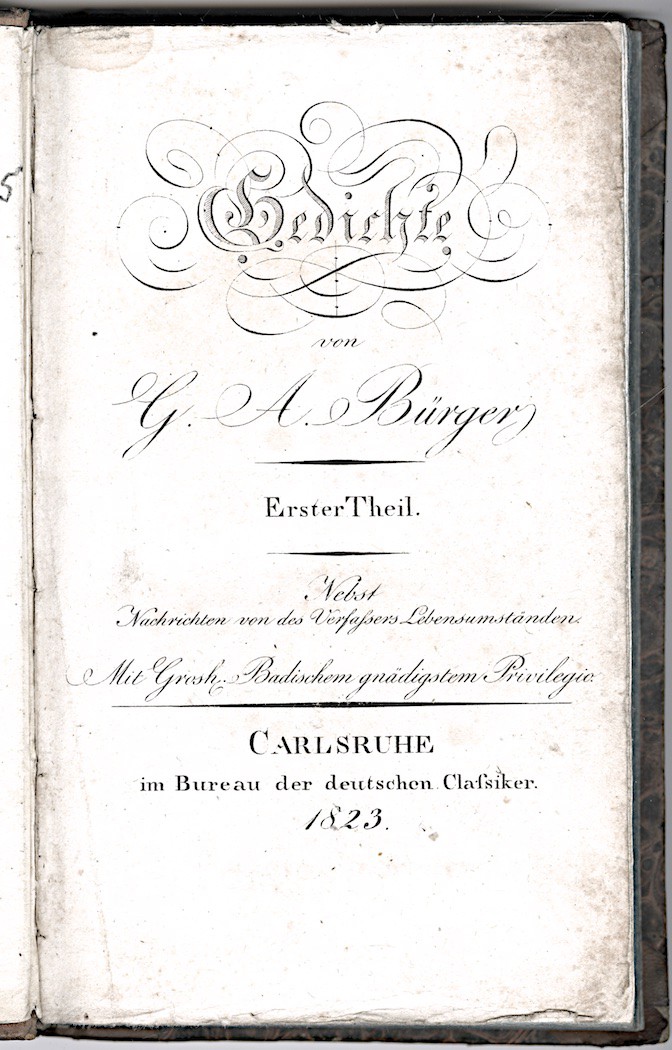 Gedichte
von
G. A. Bürger
Erster Theil.
Nebst
Nachrichten von des Verfaſsers Lebensumständen.
Mit Grosh. Badischem gnädigstem Privilegio.
CARLSRUHE
im Bureau der deutschen Claſsiker.
1823.
5